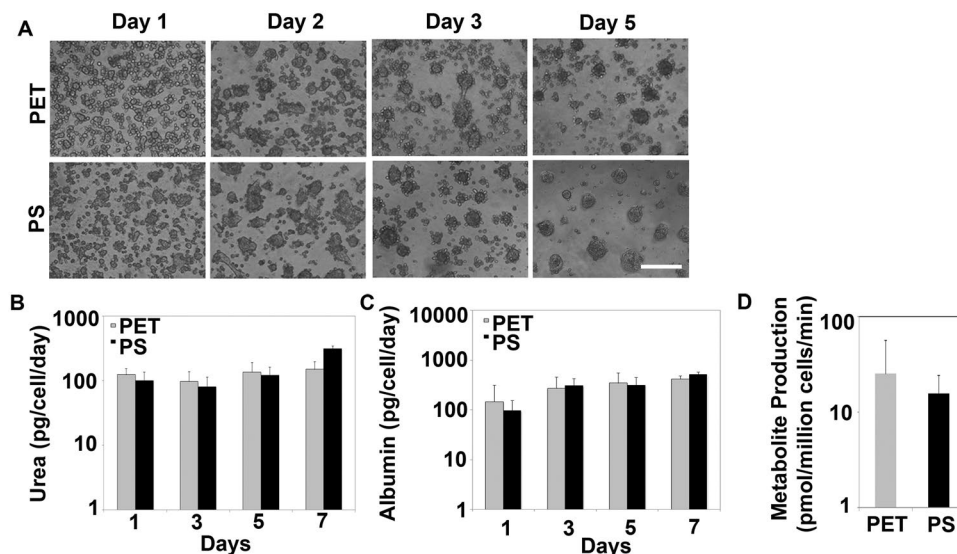 A
Day 1 Day 2 Day 3 Day 5
PET
PS
B
Urea (pg/cell/day)
1000
100
10
1
PET
PS
1 3 5 7
Days
C
Albumin (pg/cell/day)
10000
1000
100
10
1
PET
PS
1 3 5 7
Days
D
Metabolite Production
(pmol/million cells/min)
100
10
1
PET PS